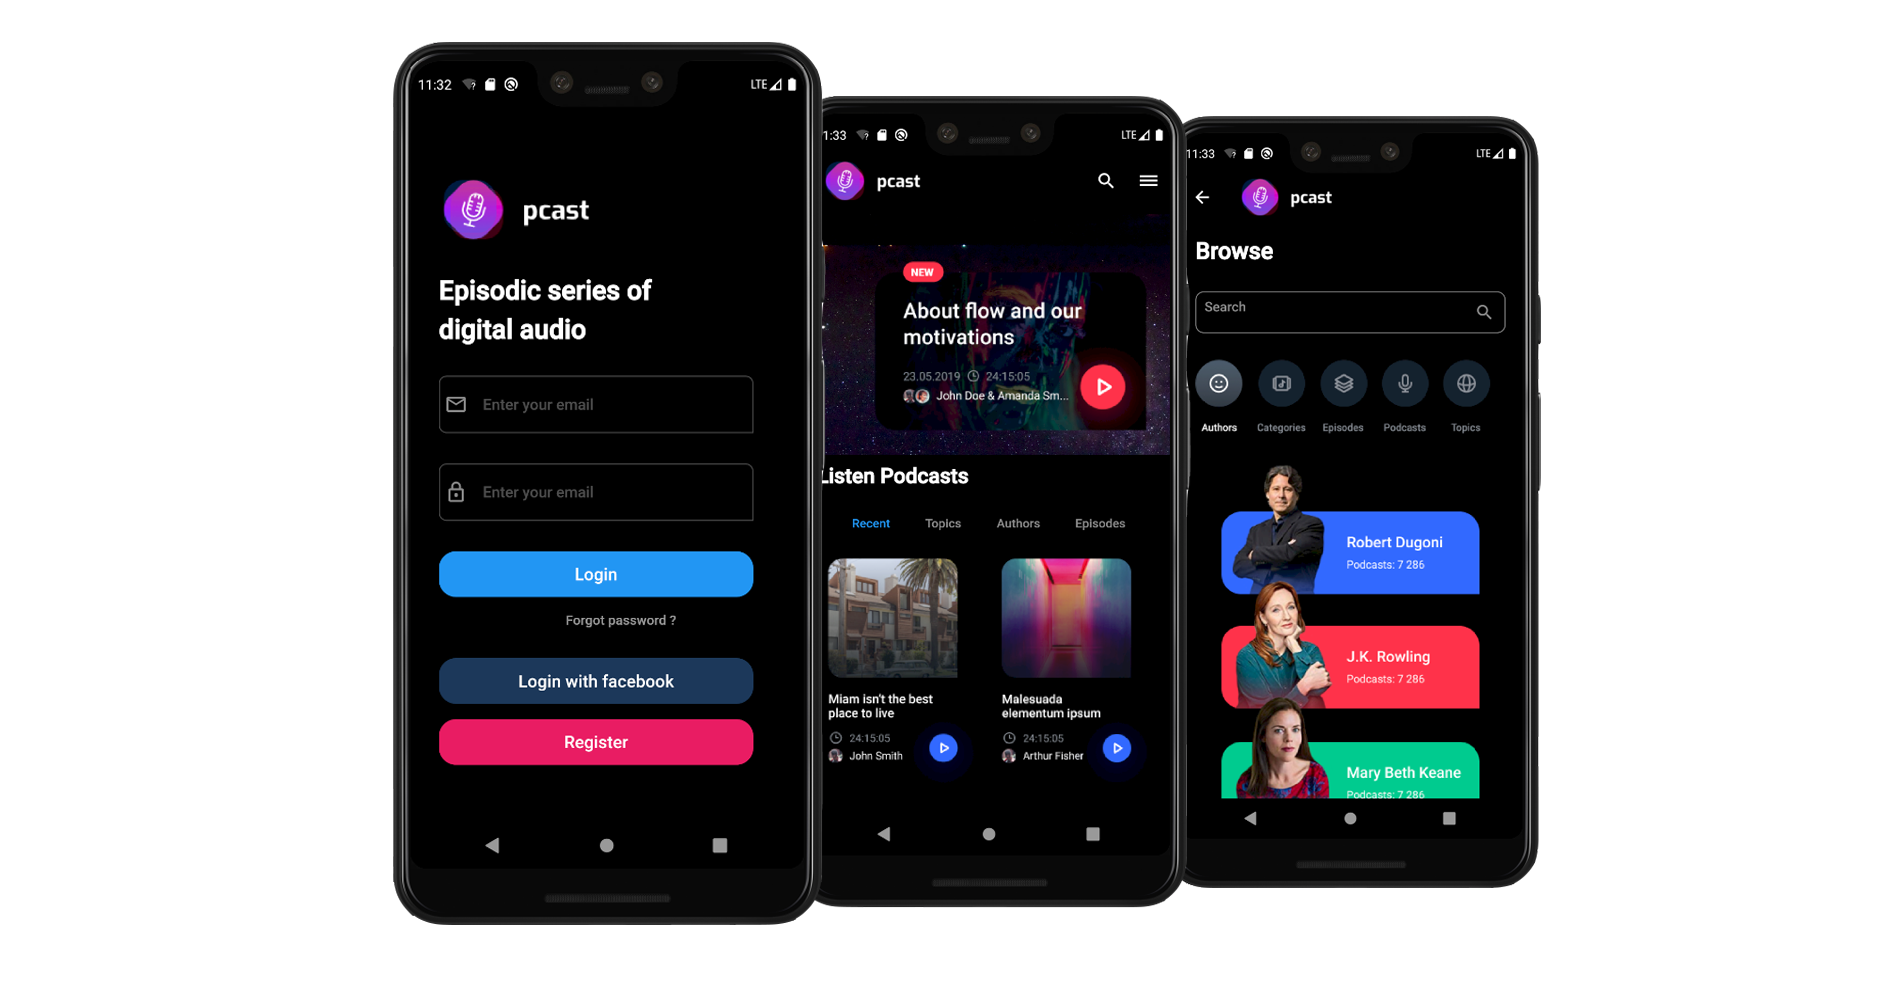 11:32
LTE
pcast
Episodic series of
digital audio
Enter your email
Enter your email
Login
Forgot password ?
Login with facebook
Register
1:33
LTE
pcast
NEW
About flow and our
motivations
23.05.2019 24:15:05
John Doe & Amanda Sm...
Listen Podcasts
Recent Topics Authors Episodes
Miam isn't the best
place to live
24:15:05
John Smith
Malesuada
elementum ipsum
24:15:05
Arthur Fisher
11:33
LTE
pcast
Browse
Search
Authors Categories Episodes Podcasts Topics
Robert Dugoni
Podcasts: 7 286
J.K. Rowling
Podcasts: 7 286
Mary Beth Keane
Podcasts: 7 286